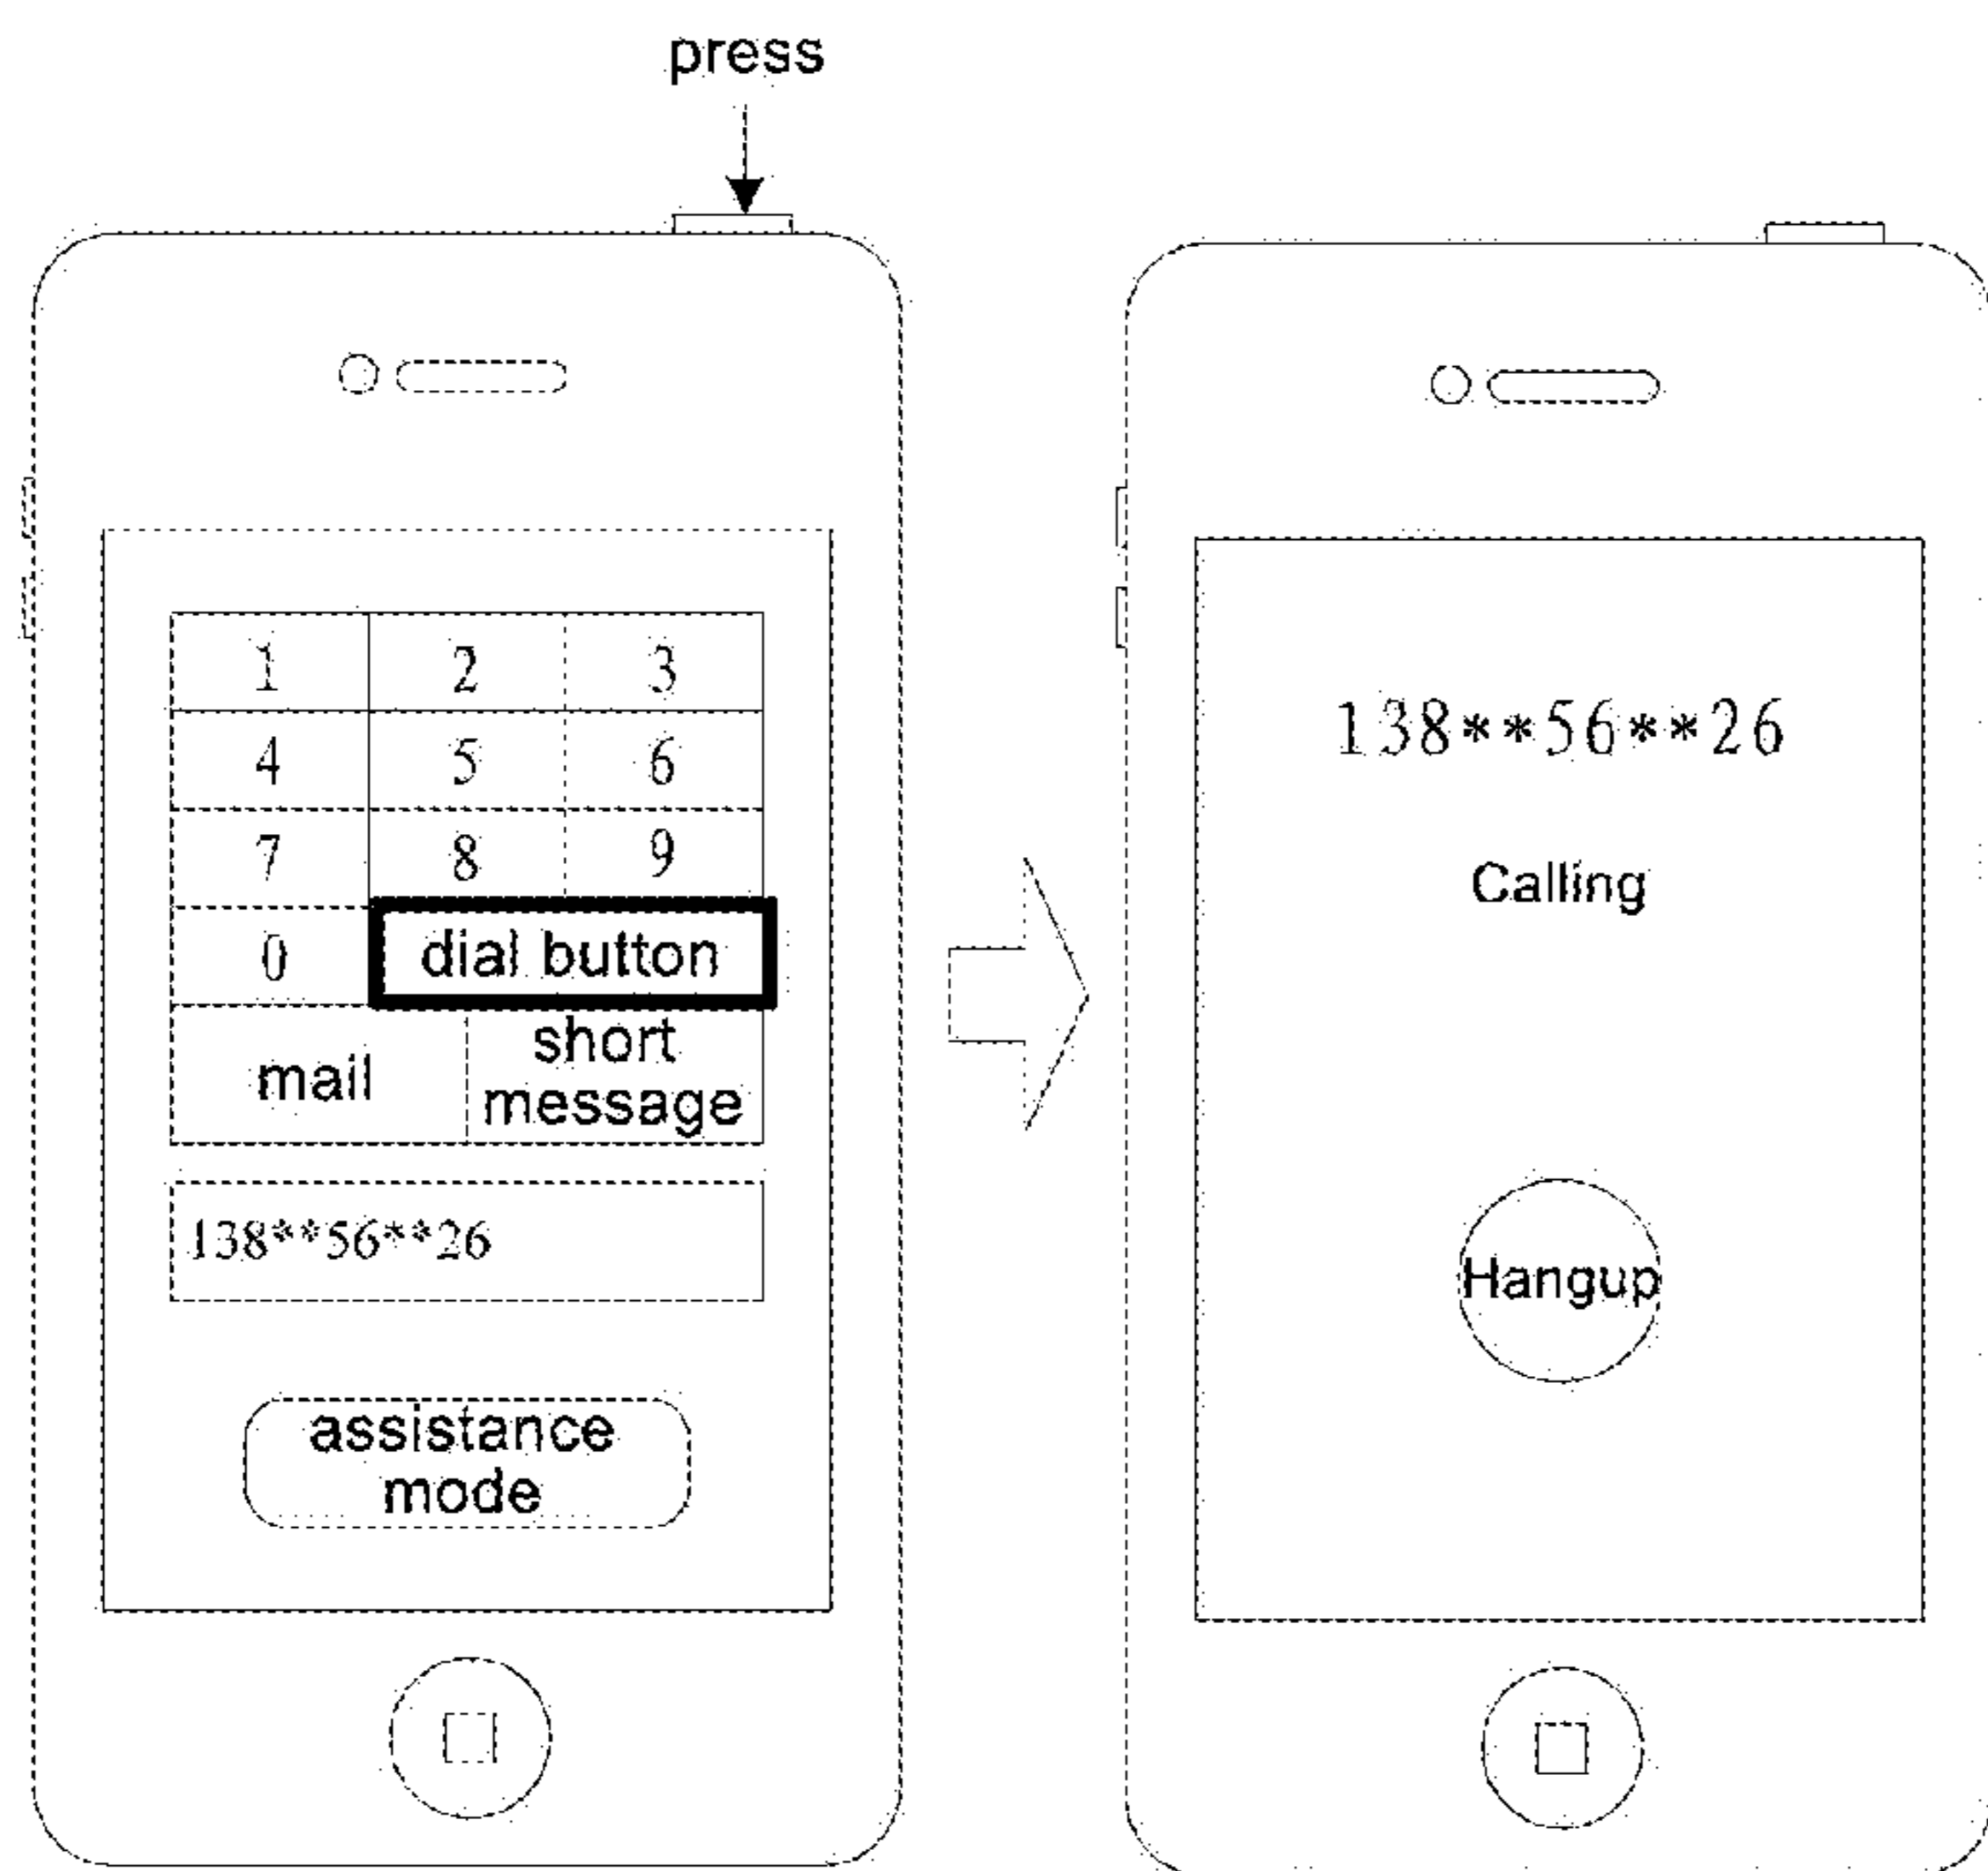 press
1 2 3
4 5 6
7 8 9
0 dial button
mail
short
message
138**56**26
assistance
mode
138**56**26
Calling
Hangup